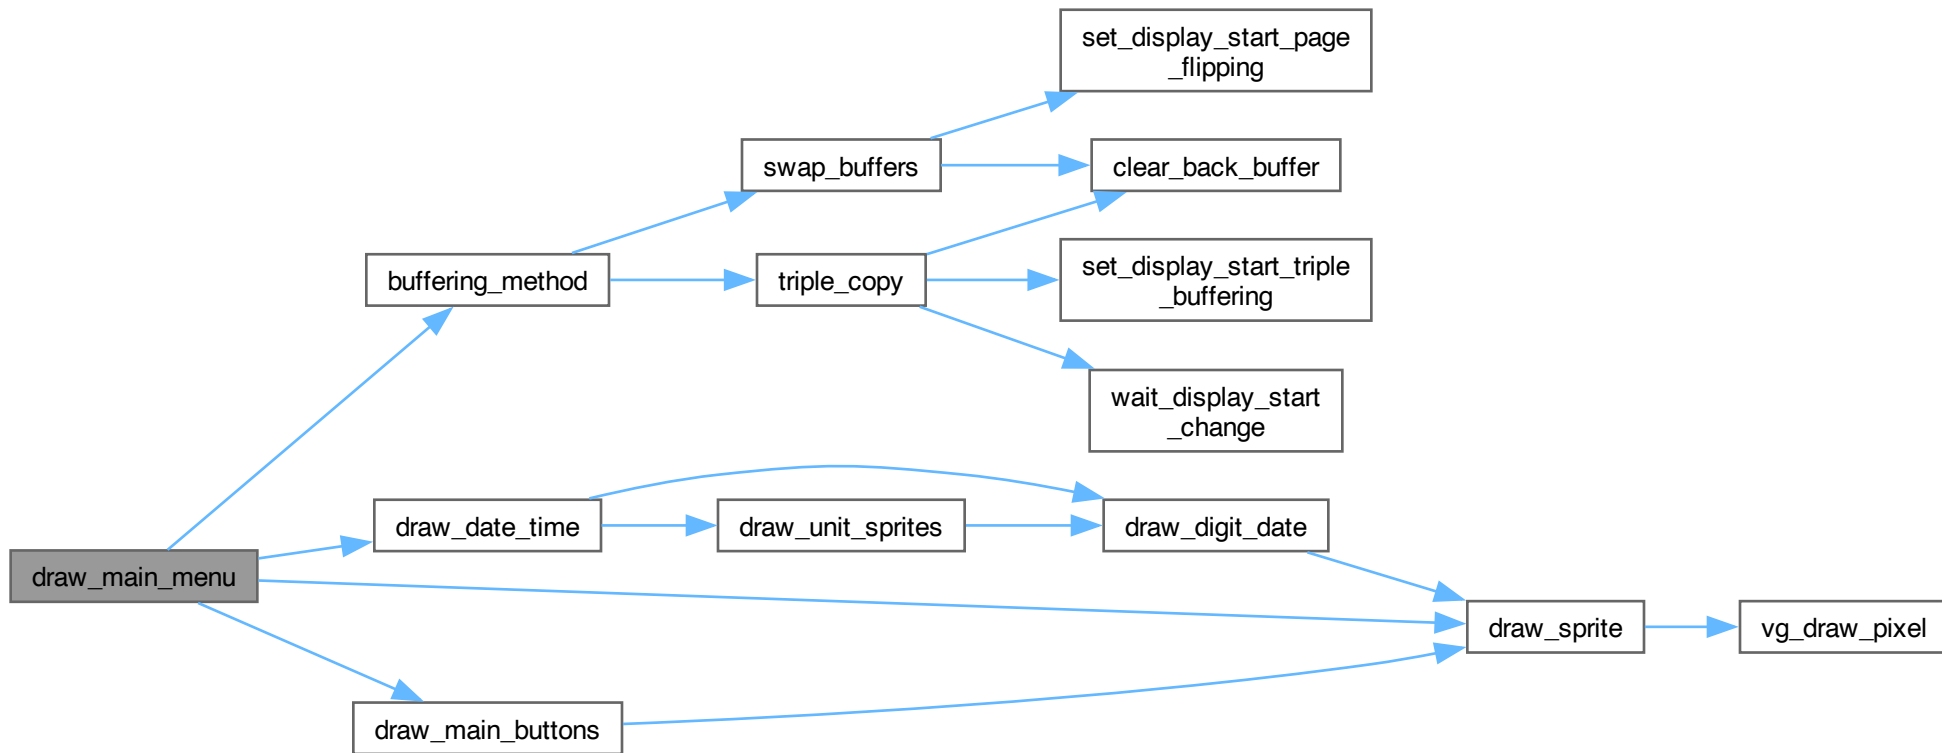 set_display_start_page
_flipping
swap_buffers
clear_back_buffer
buffering_method
triple_copy
set_display_start_triple
_buffering
wait_display_start
_change
draw_date_time
draw_unit_sprites
draw_digit_date
draw_main_menu
draw_sprite
vg_draw_pixel
draw_main_buttons